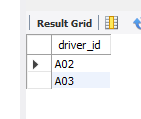 Result Grid
driver_id
A02
A03